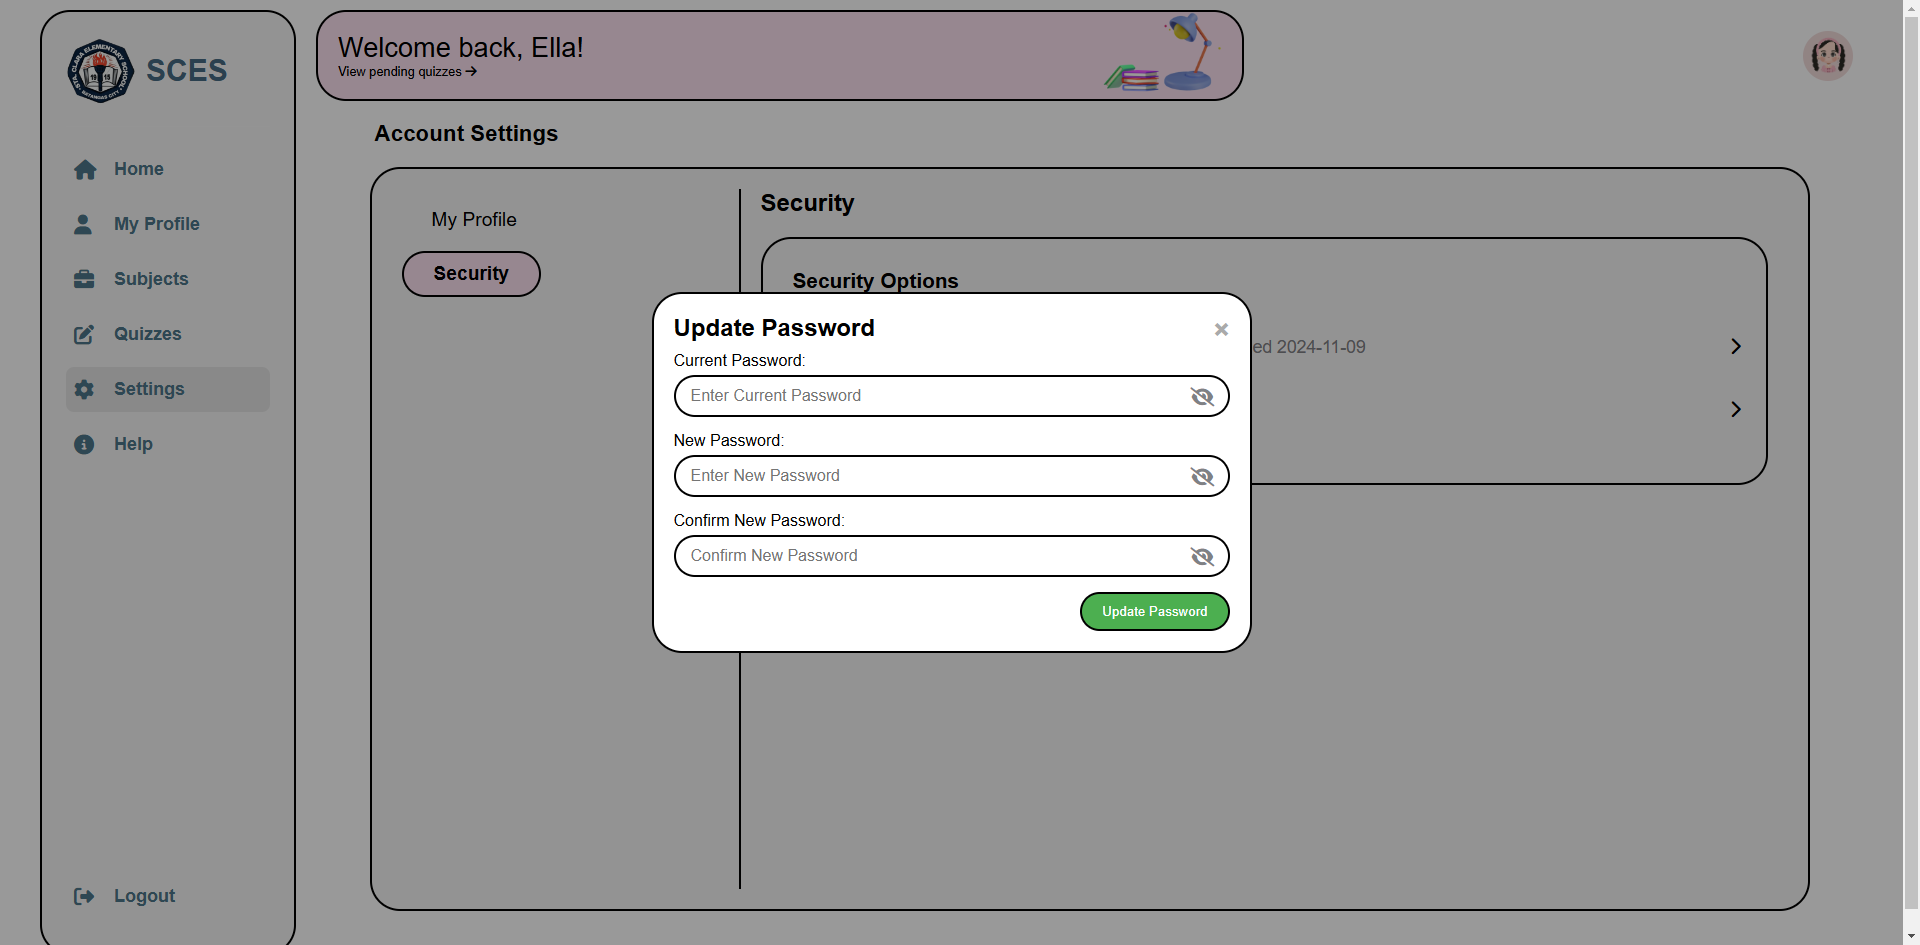 SCES
Home
My Profile
Subjects
Quizzes
Settings
Help
Logout
Welcome back, Ella!
View pending quizzes →
Account Settings
My Profile
Security
Security
Security Options
ed 2024-11-09
Update Password
×
Current Password:
Enter Current Password
New Password:
Enter New Password
Confirm New Password:
Confirm New Password
Update Password